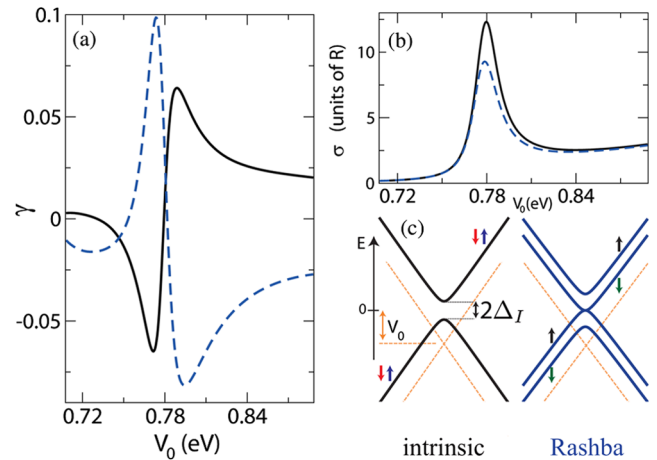 (a)
0.1
0.05
0
-0.05
γ
0.72
0.78
0.84
V₀ (eV)
(b)
10
5
0
σ (units of R)
0.72
0.78
0.84
V₀(eV)
(c)
E
0
V₀
2Δ_I
↓↑
↓↑
↑
↓
↑
↓
intrinsic
Rashba